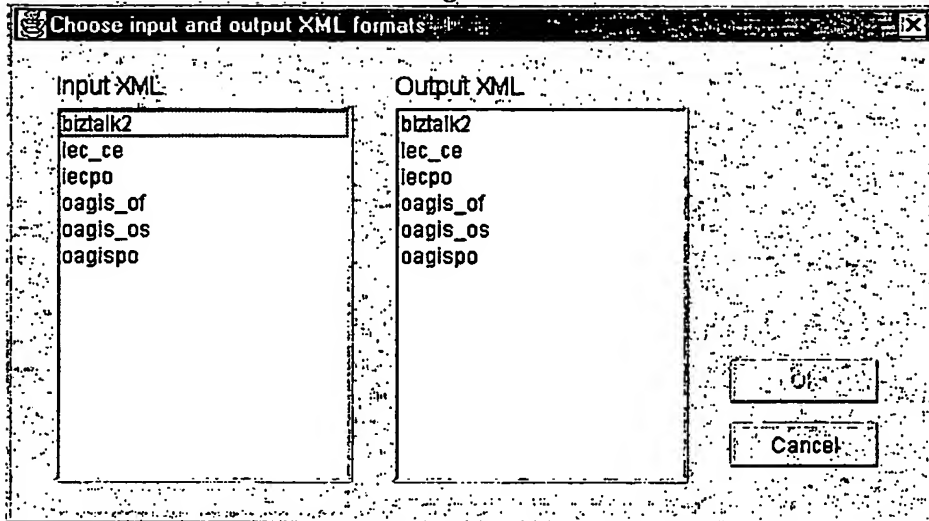 Choose input and output XML formats
Input XML
biztalk2
iec_ce
iecpo
oagis_of
oagis_os
oagispo
Output XML
biztalk2
iec_ce
iecpo
oagis_of
oagis_os
oagispo
Cancel